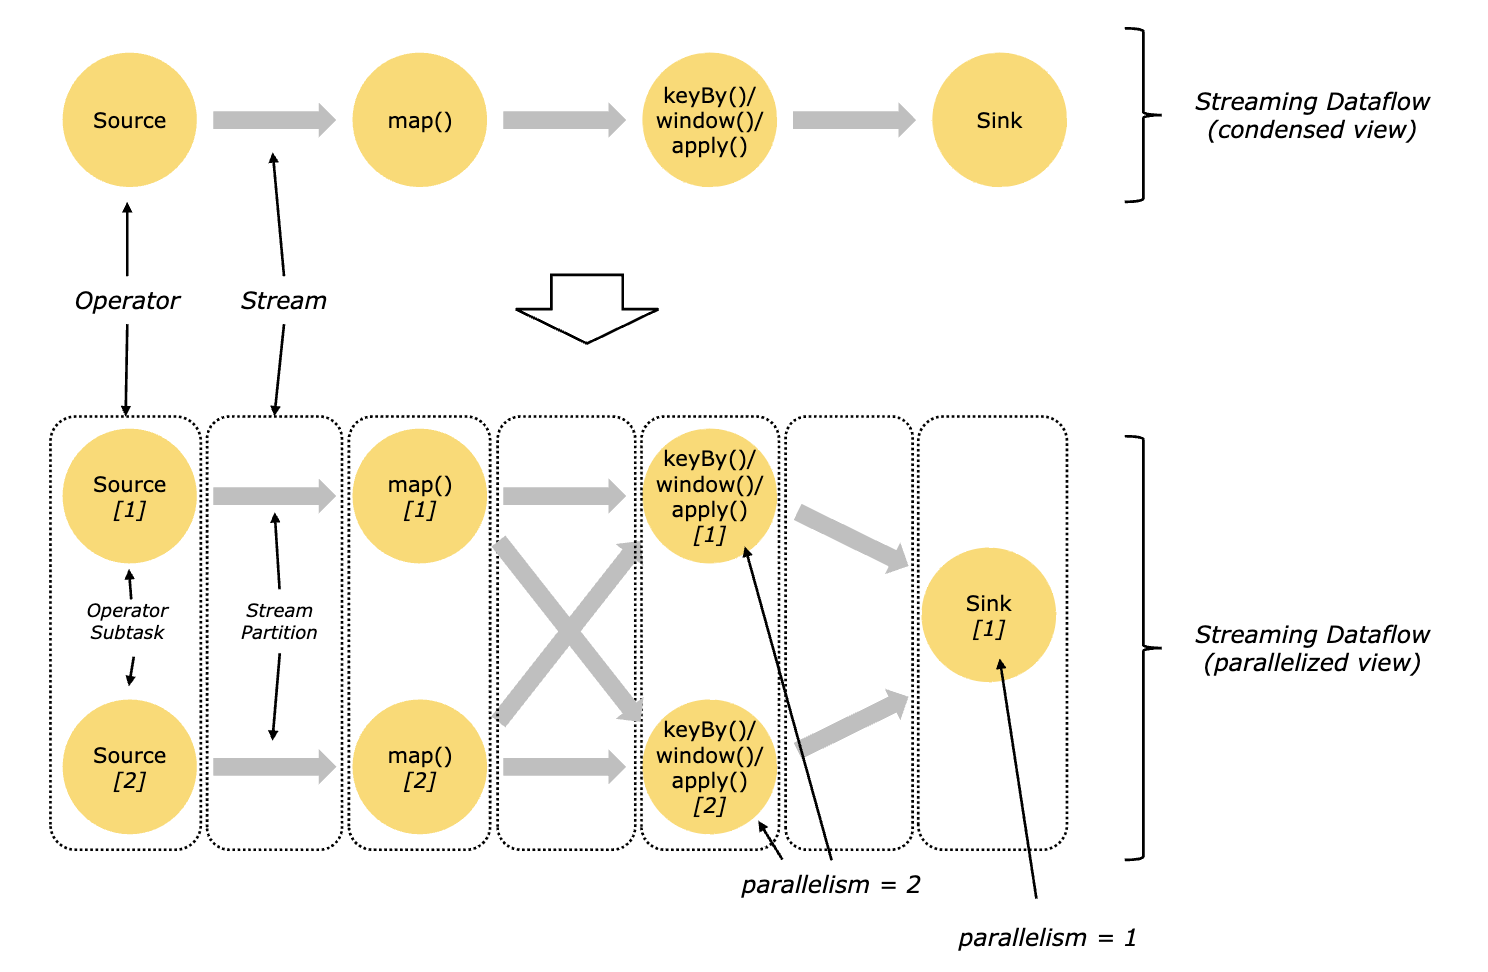 Source
map()
keyBy()/
window()/
apply()
Sink
Streaming Dataflow
(condensed view)
Operator
Stream
Source
[1]
map()
[1]
keyBy()/
window()/
apply()
[1]
Operator
Subtask
Stream
Partition
Sink
[1]
Streaming Dataflow
(parallelized view)
Source
[2]
map()
[2]
keyBy()/
window()/
apply()
[2]
parallelism = 2
parallelism = 1